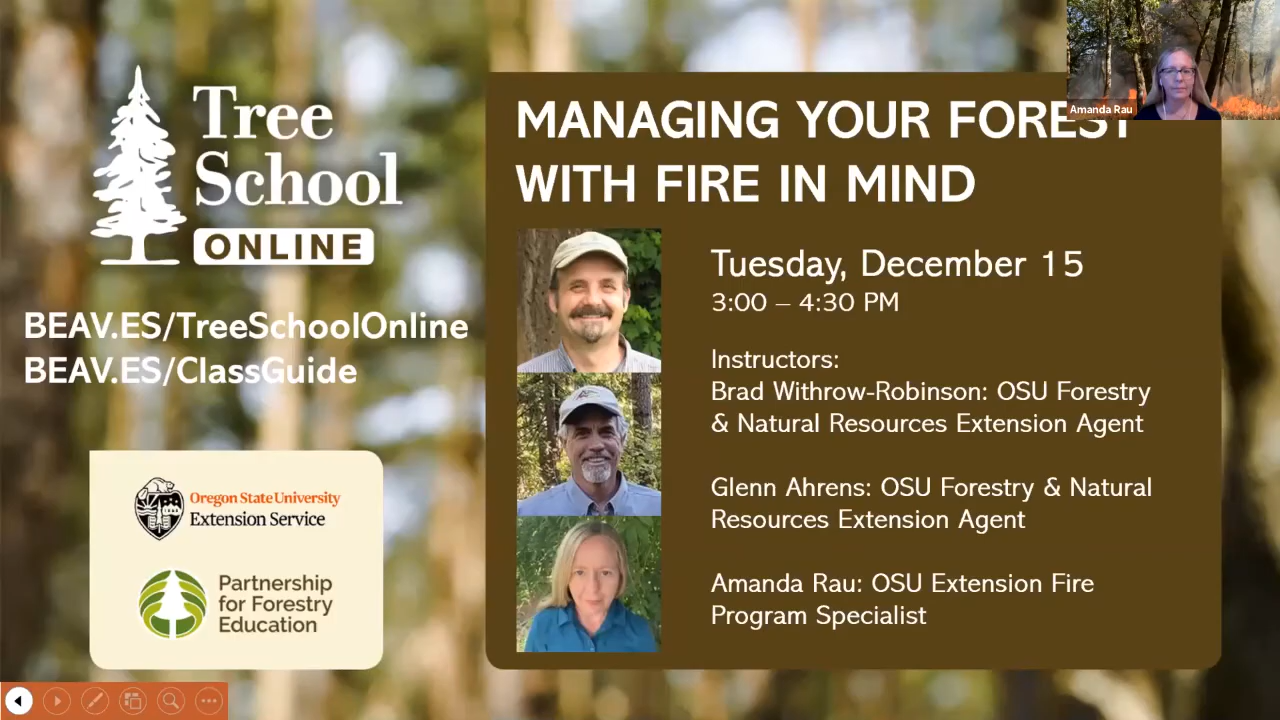 Tree
School
ONLINE
BEAV.ES/TreeSchoolOnline
BEAV.ES/ClassGuide
Oregon State University
Extension Service
Partnership
for Forestry
Education
MANAGING YOUR FOREST
WITH FIRE IN MIND
Tuesday, December 15
3:00 – 4:30 PM
Instructors:
Brad Withrow-Robinson: OSU Forestry
& Natural Resources Extension Agent
Glenn Ahrens: OSU Forestry & Natural
Resources Extension Agent
Amanda Rau: OSU Extension Fire
Program Specialist
Amanda Rau